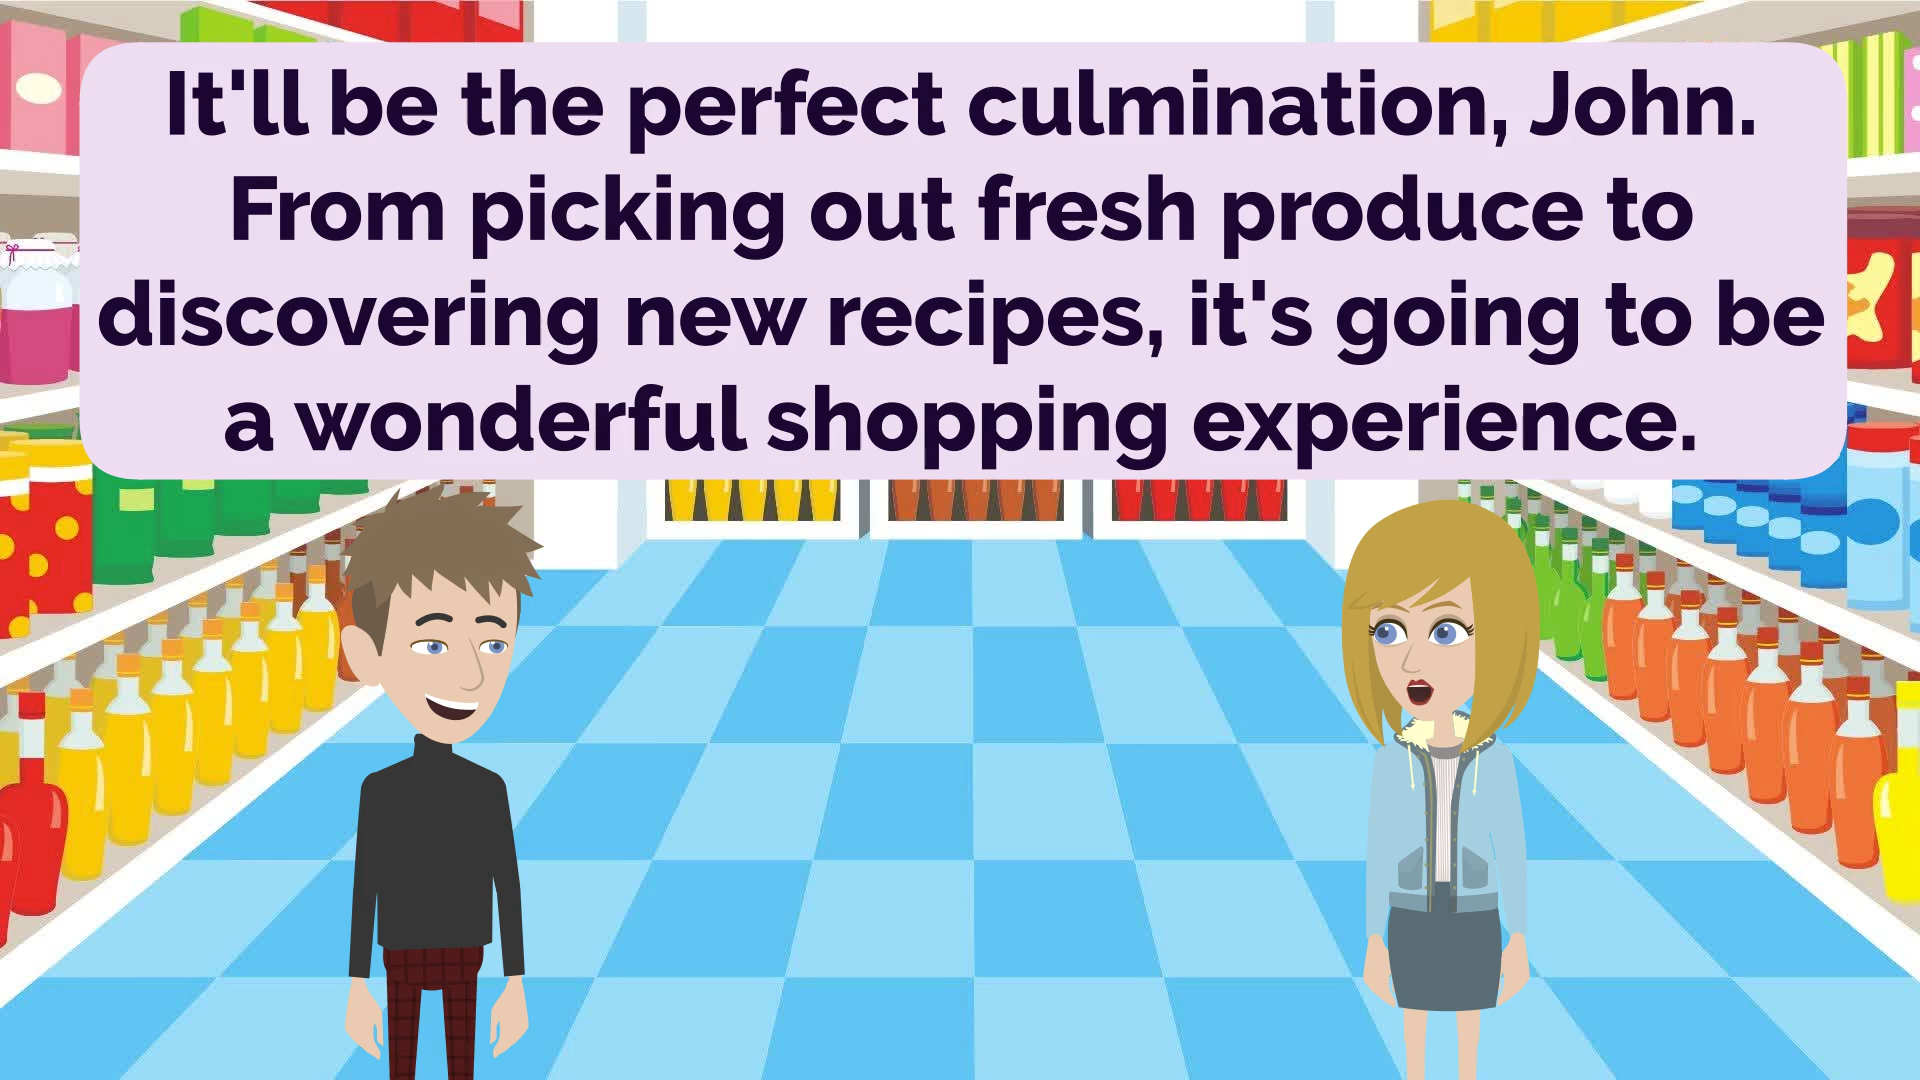 It'll be the perfect culmination, John.
From picking out fresh produce to
discovering new recipes, it's going to be
a wonderful shopping experience.